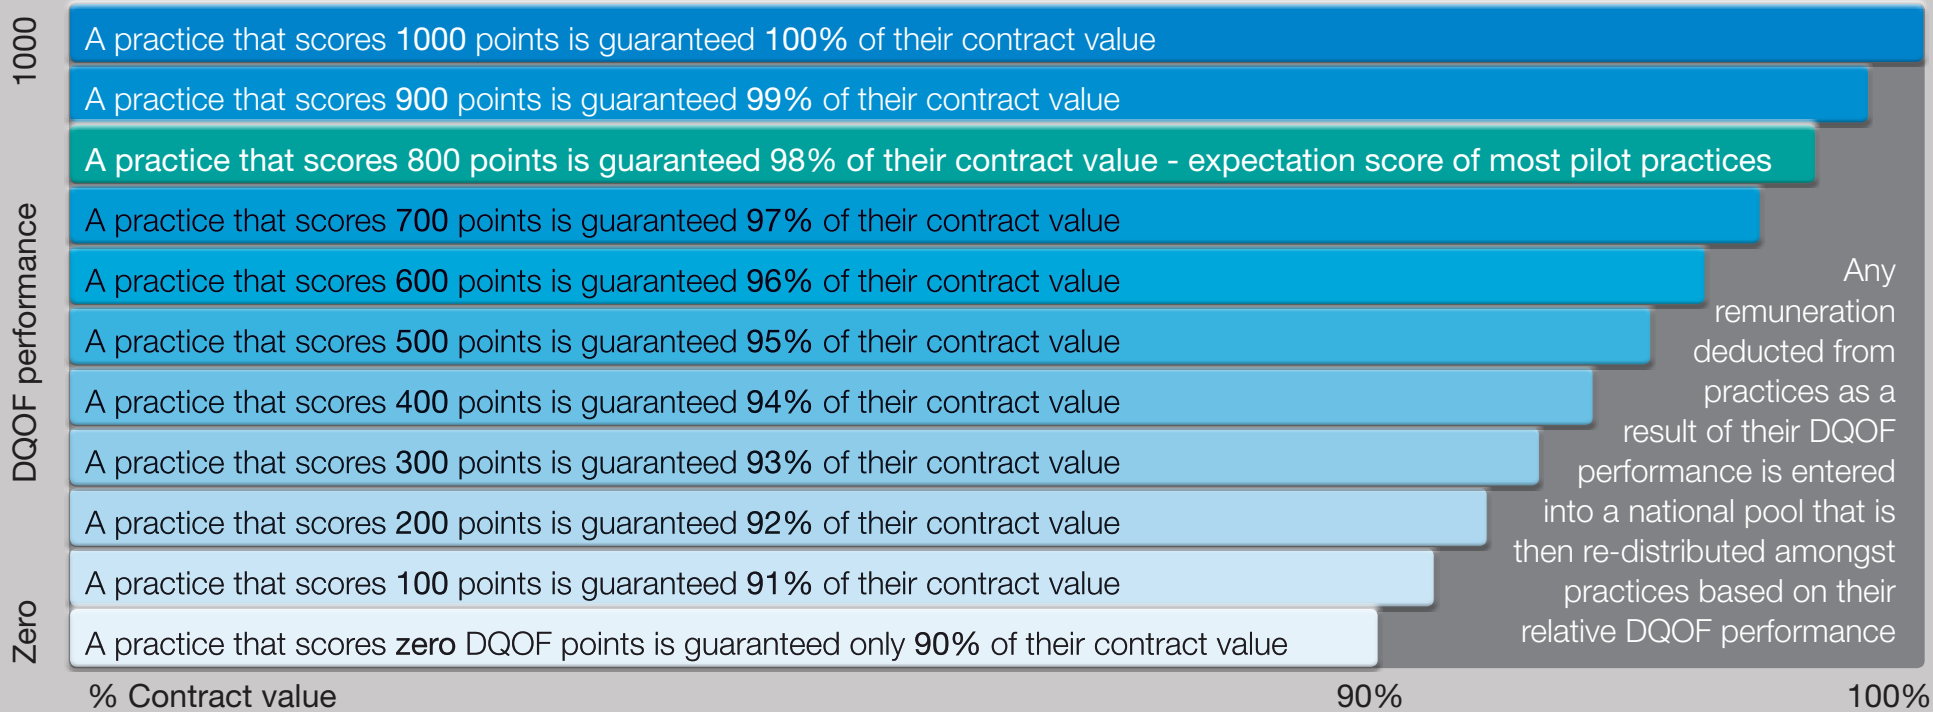 1000
A practice that scores 1000 points is guaranteed 100% of their contract value
A practice that scores 900 points is guaranteed 99% of their contract value
A practice that scores 800 points is guaranteed 98% of their contract value - expectation score of most pilot practices
DQOF performance
A practice that scores 700 points is guaranteed 97% of their contract value
A practice that scores 600 points is guaranteed 96% of their contract value
A practice that scores 500 points is guaranteed 95% of their contract value
A practice that scores 400 points is guaranteed 94% of their contract value
A practice that scores 300 points is guaranteed 93% of their contract value
A practice that scores 200 points is guaranteed 92% of their contract value
A practice that scores 100 points is guaranteed 91% of their contract value
Zero
A practice that scores zero DQOF points is guaranteed only 90% of their contract value
Any
remuneration
deducted from
practices as a
result of their DQOF
performance is entered
into a national pool that is
then re-distributed amongst
practices based on their
relative DQOF performance
% Contract value
90%
100%